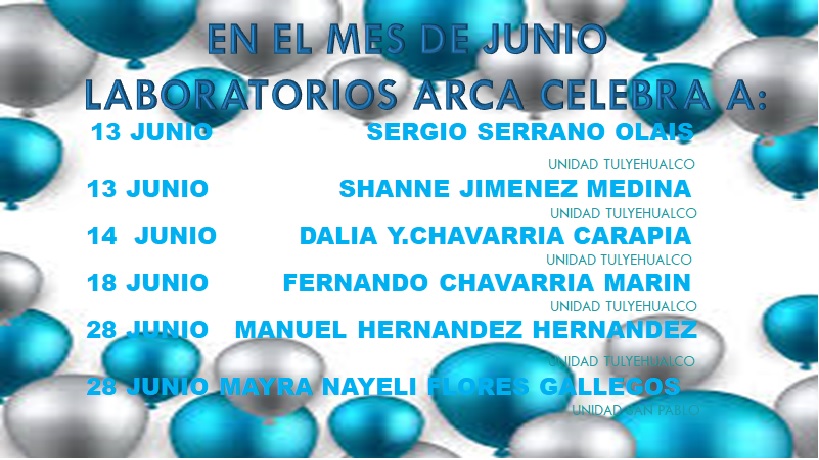 EN EL MES DE JUNIO
LABORATORIOS ARCA CELEBRA A:
13 JUNIO SERGIO SERRANO OLAIS
UNIDAD TULYEHUALCO
13 JUNIO SHANNE JIMENEZ MEDINA
UNIDAD TULYEHUALCO
14 JUNIO DALIA Y.CHAVARRIA CARAPIA
UNIDAD TULYEHUALCO
18 JUNIO FERNANDO CHAVARRIA MARIN
UNIDAD TULYEHUALCO
28 JUNIO MANUEL HERNANDEZ HERNANDEZ
UNIDAD TULYEHUALCO
28 JUNIO MAYRA NAYELI FLORES GALLEGOS
UNIDAD SAN PABLO